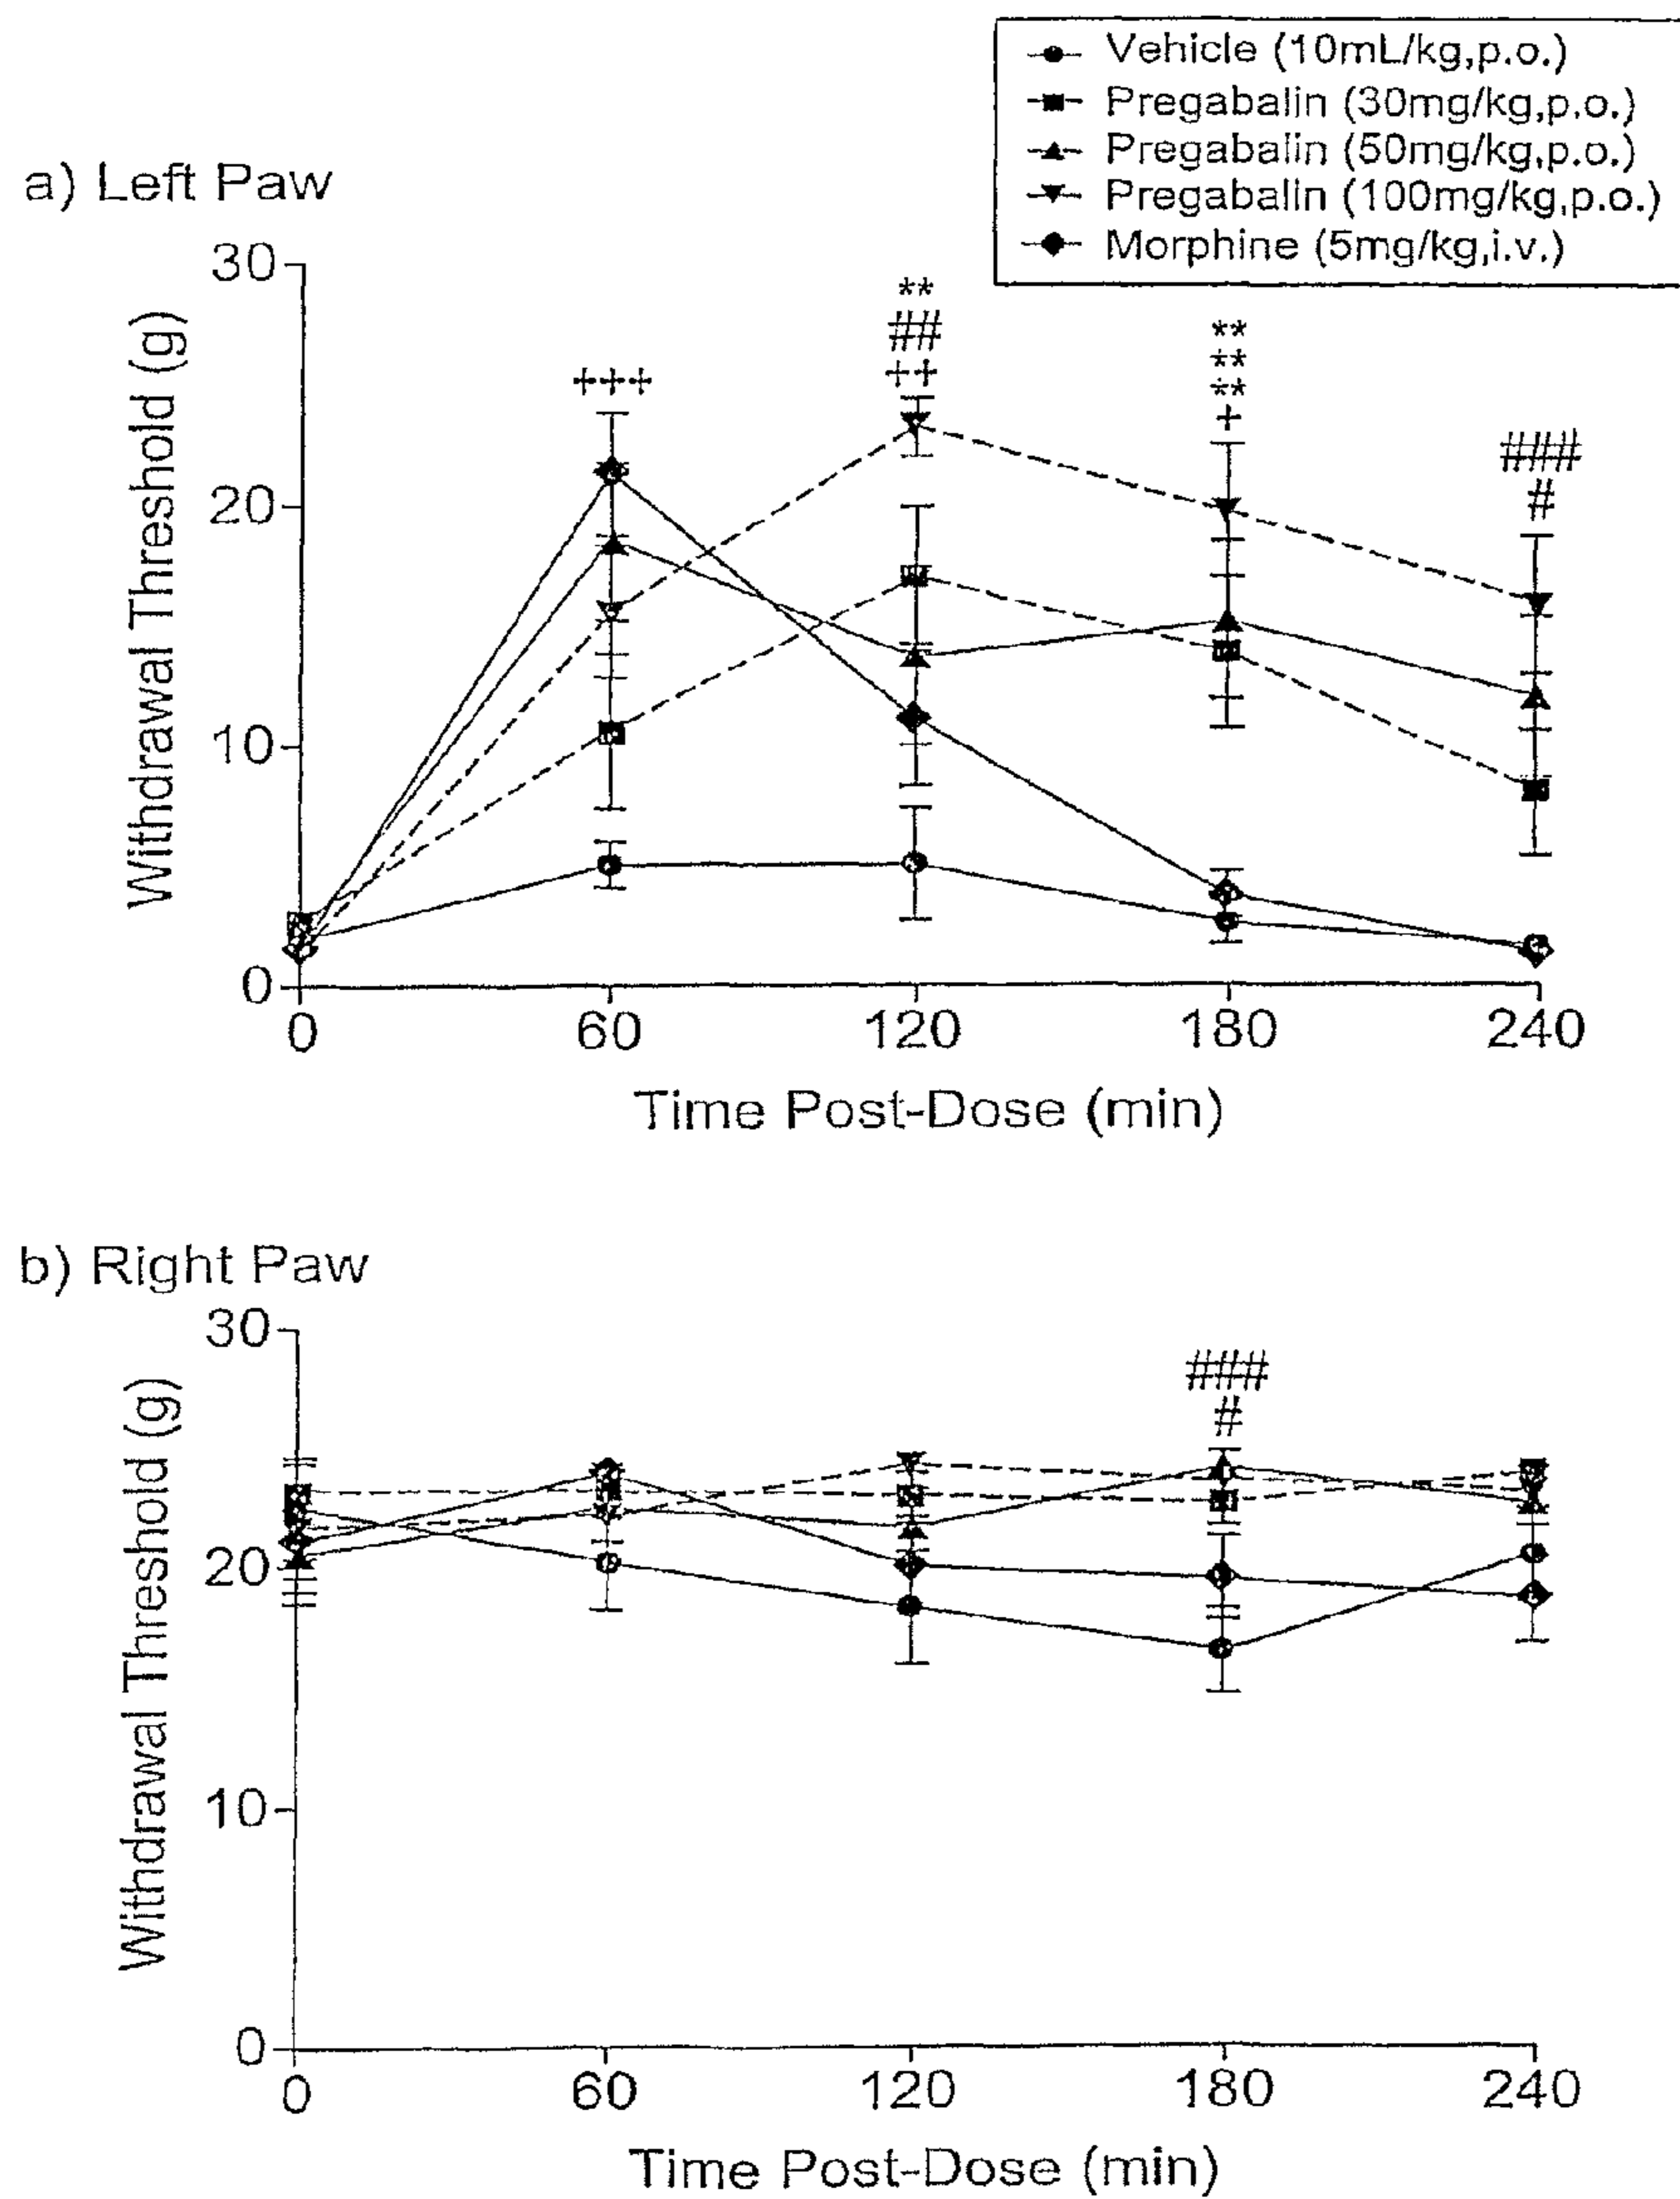 Vehicle (10mL/kg,p.o.)
Pregabalin (30mg/kg,p.o.)
Pregabalin (50mg/kg,p.o.)
Pregabalin (100mg/kg,p.o.)
Morphine (5mg/kg,i.v.)
a) Left Paw
Withdrawal Threshold (g)
30
20
10
0
+++
**
##
++
**
**
**
+
###
#
0 60 120 180 240
Time Post-Dose (min)
b) Right Paw
Withdrawal Threshold (g)
30
20
10
0
###
#
0 60 120 180 240
Time Post-Dose (min)